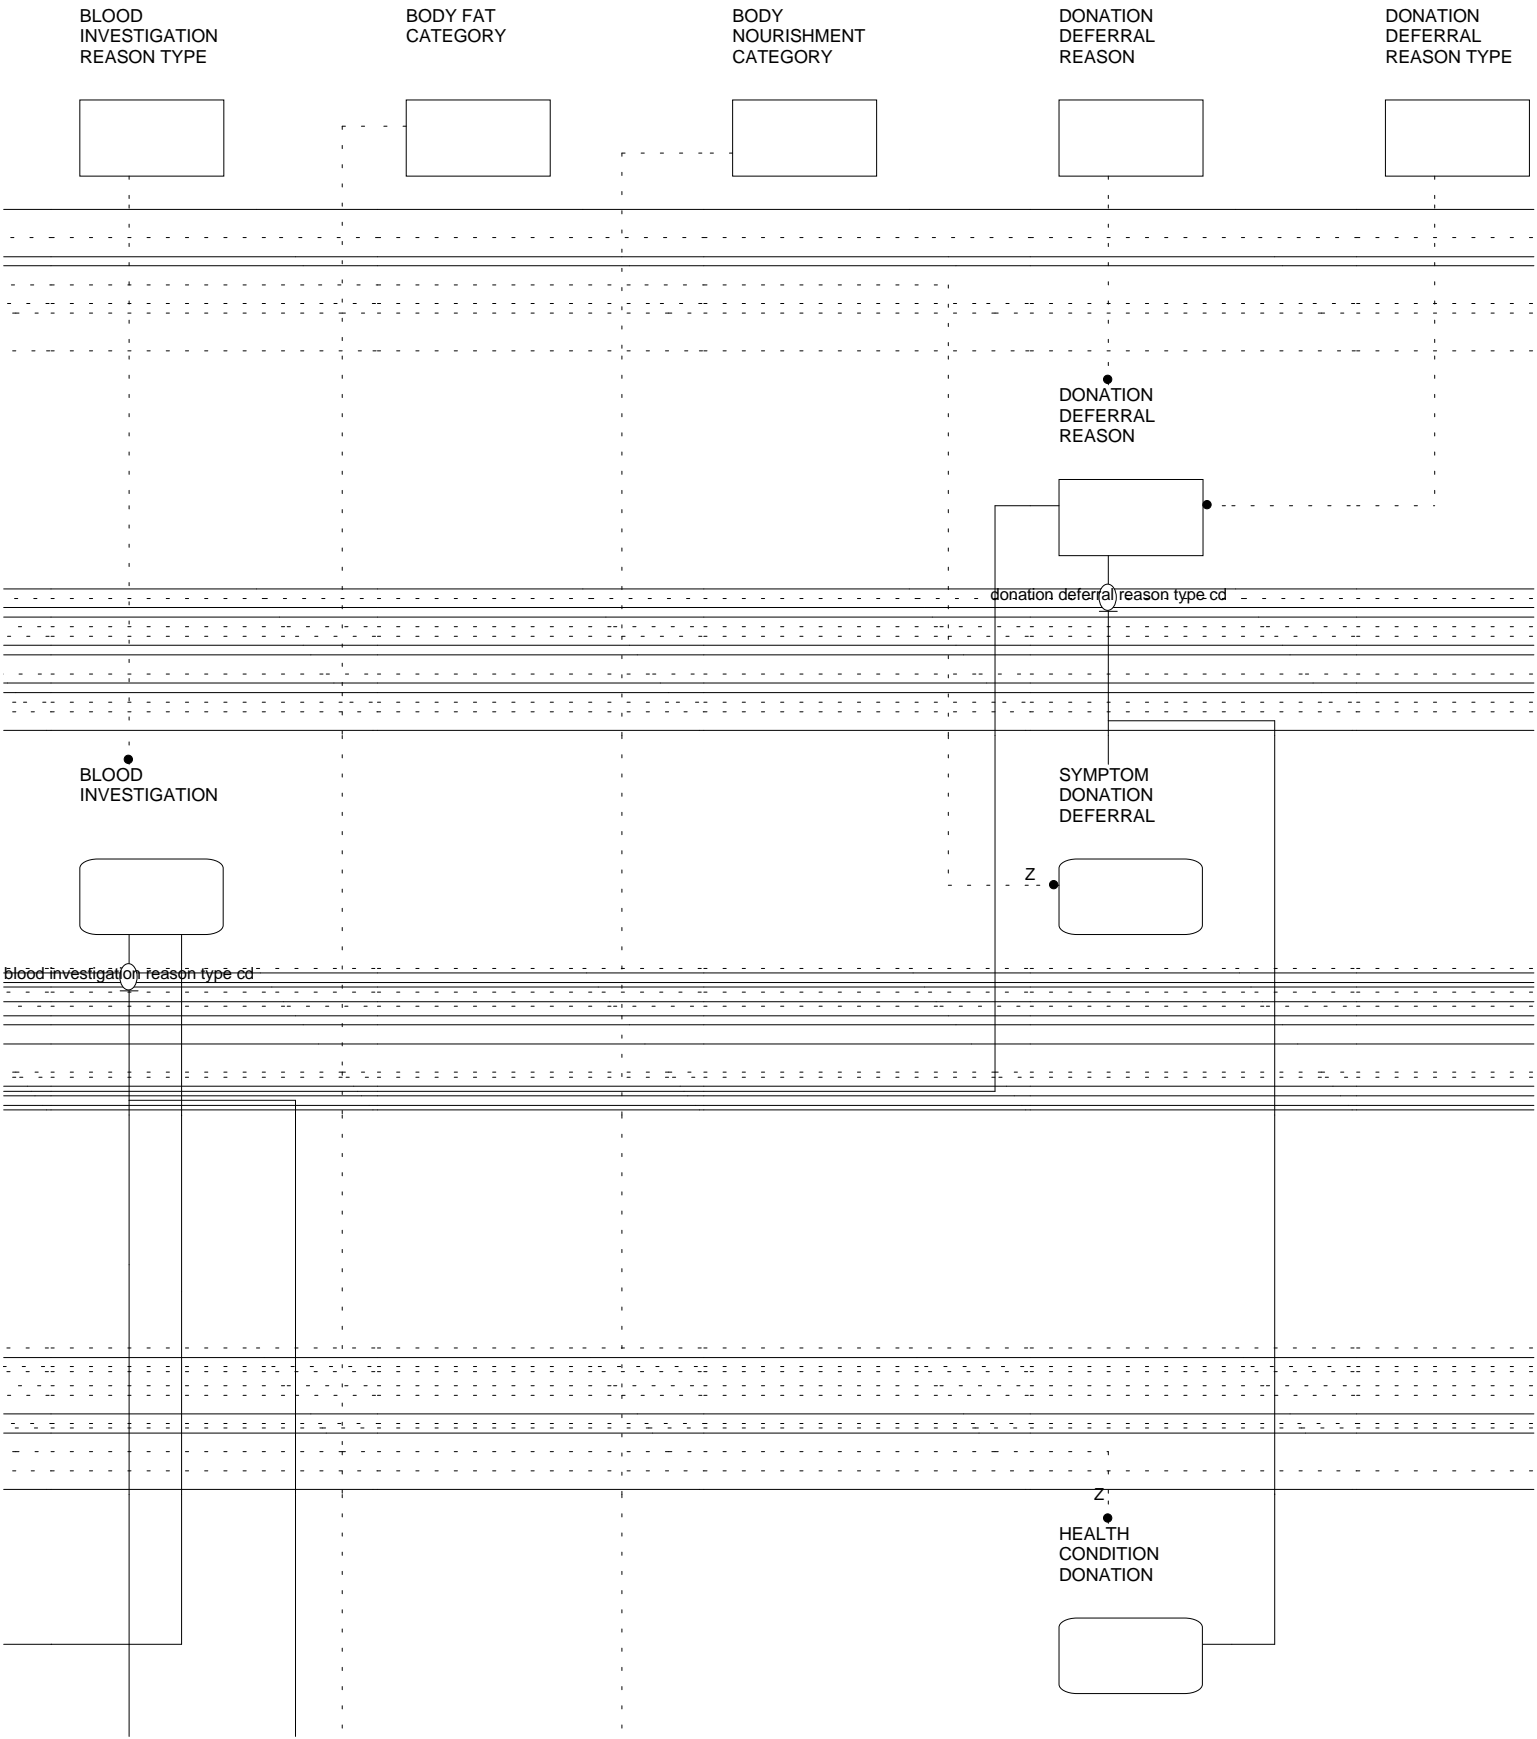 BLOOD
INVESTIGATION
REASON TYPE
BODY FAT
CATEGORY
BODY
NOURISHMENT
CATEGORY
DONATION
DEFERRAL
REASON
DONATION
DEFERRAL
REASON TYPE
DONATION
DEFERRAL
REASON
donation deferral reason type cd
BLOOD
INVESTIGATION
SYMPTOM
DONATION
DEFERRAL
Z
blood investigation reason type cd
Z
HEALTH
CONDITION
DONATION